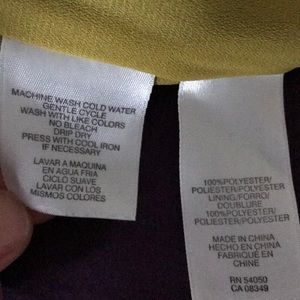 MACHINE WASH COLD WATER
GENTLE CYCLE
WASH WITH LIKE COLORS
NO BLEACH
DRIP DRY
PRESS WITH COOL IRON
IF NECESSARY
LAVAR A MAQUINA
EN AGUA FRIA
CICLO SUAVE
LAVAR CON LOS
MISMOS COLORES
100%POLYESTER/
POLIESTER/POLYESTER
LINING/FORRO/
DOUBLURE
100%POLYESTER/
POLIESTER/POLYESTER
MADE IN CHINA
HECHO EN CHINA
FABRIQUÉ EN
CHINE
RN 54050
CA 08349